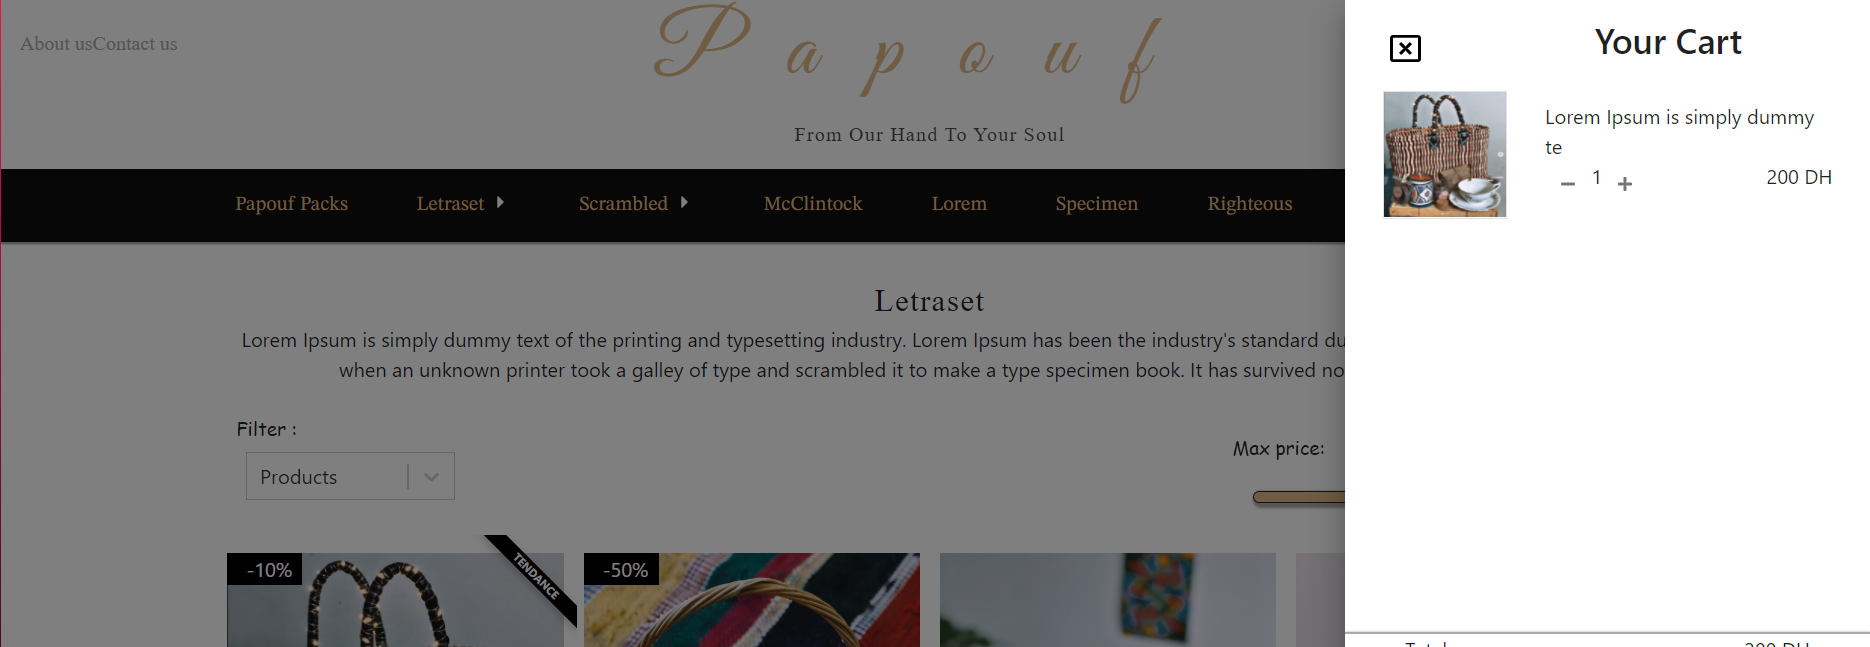 About usContact us
Papouf
From Our Hand To Your Soul
Papouf Packs
Letraset
Scrambled
McClintock
Lorem
Specimen
Righteous
Letraset
Lorem Ipsum is simply dummy text of the printing and typesetting industry. Lorem Ipsum has been the industry's standard du
when an unknown printer took a galley of type and scrambled it to make a type specimen book. It has survived no
Filter :
Products
Max price:
-10%
TENDANCE
-50%
Your Cart
Lorem Ipsum is simply dummy
te
1
200 DH
Total
200 DH